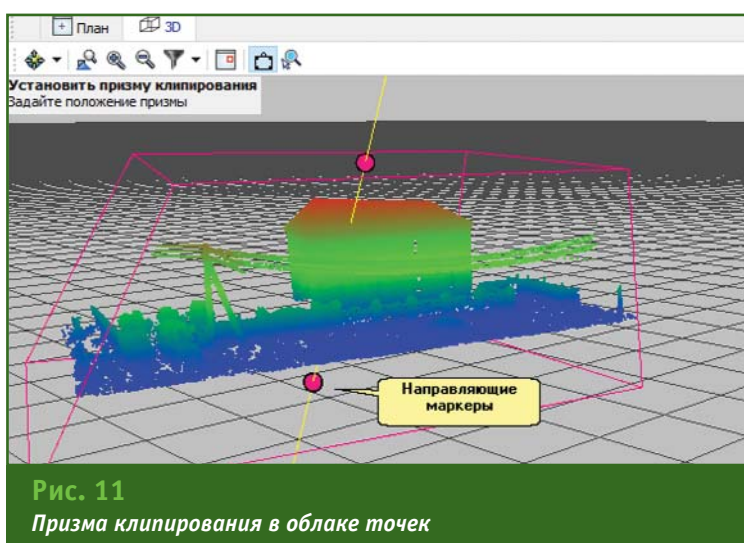 План
3D
Установить призму клипирования
Задайте положение призмы
Направляющие
маркеры
Рис. 11
Призма клипирования в облаке точек